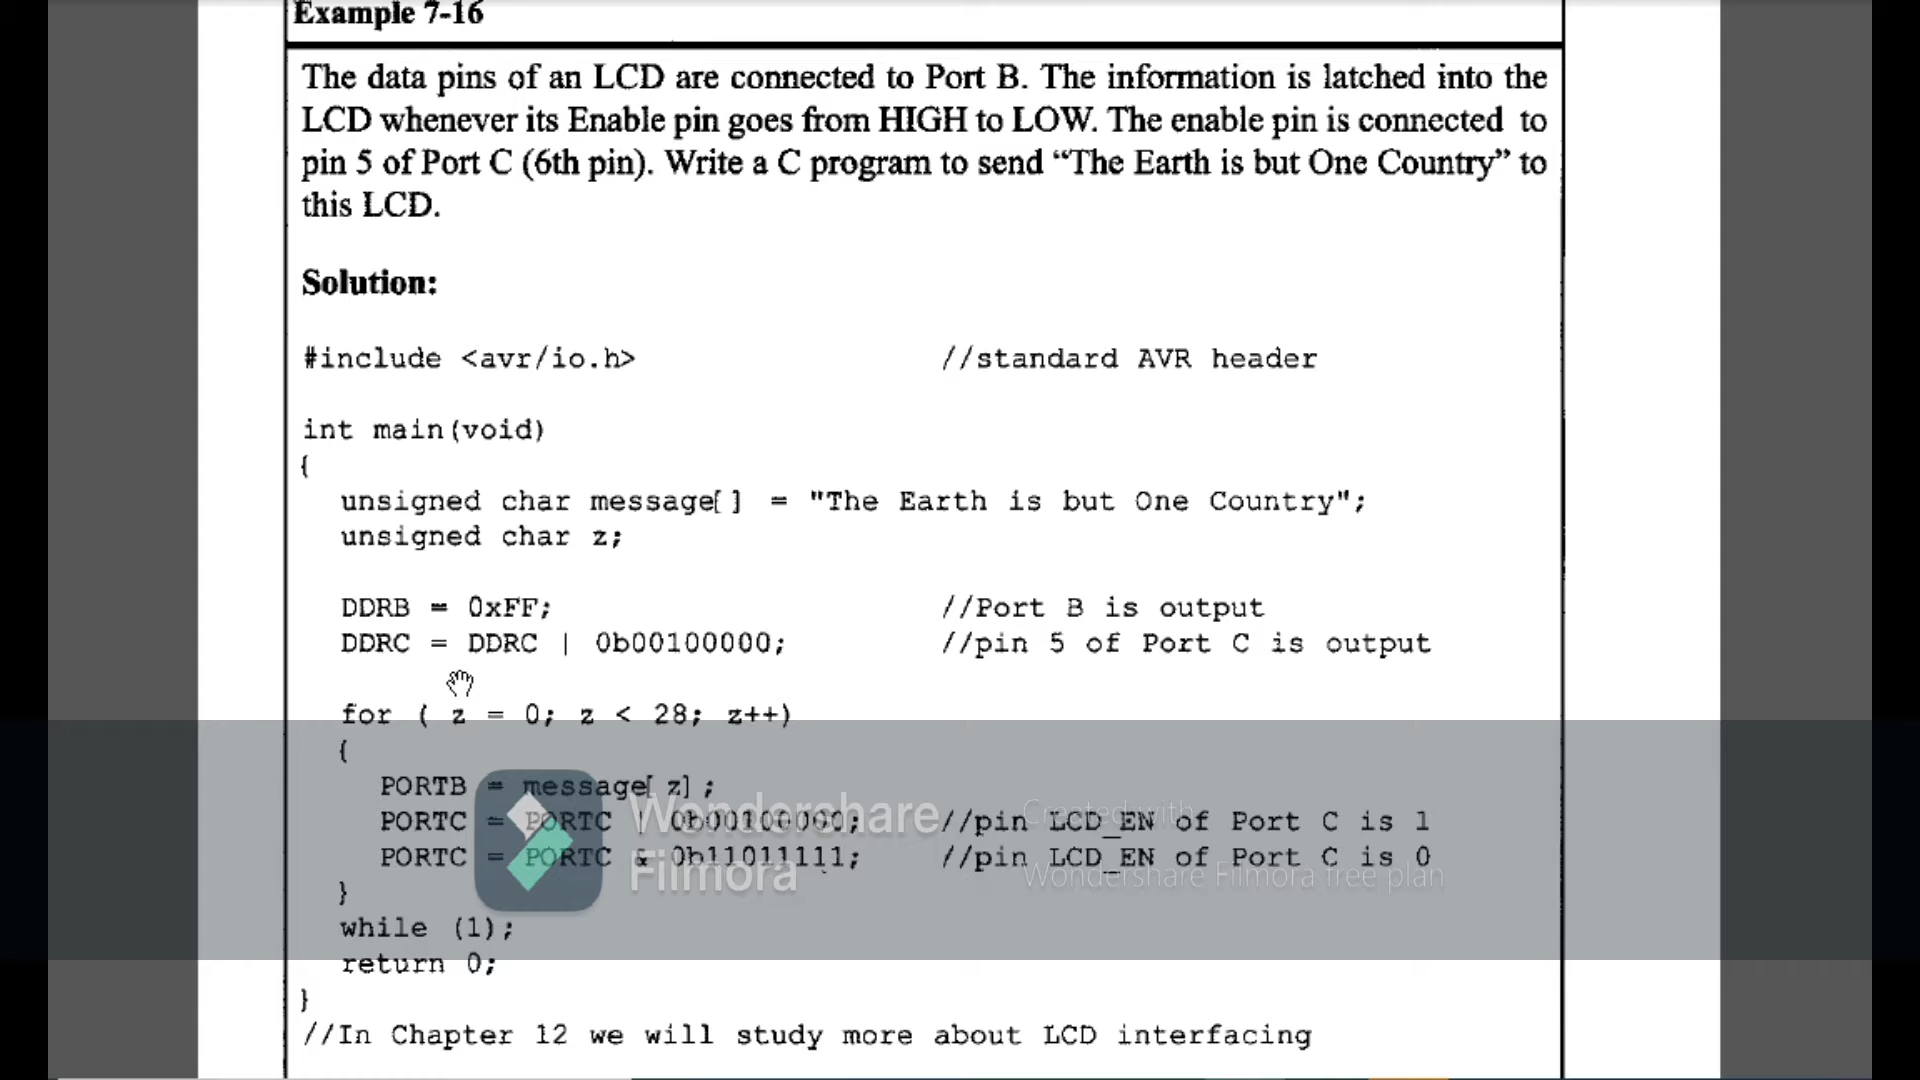 Example 7-16
The data pins of an LCD are connected to Port B. The information is latched into the
LCD whenever its Enable pin goes from HIGH to LOW. The enable pin is connected to
pin 5 of Port C (6th pin). Write a C program to send “The Earth is but One Country” to
this LCD.
Solution:
#include <avr/io.h> //standard AVR header
int main(void)
{
unsigned char message[] = "The Earth is but One Country";
unsigned char z;
DDRB = 0xFF; //Port B is output
DDRC = DDRC | 0b00100000; //pin 5 of Port C is output
for ( z = 0; z < 28; z++)
{
PORTB = message[ z] ;
PORTC = PORTC | 0b00100000; //pin LCD_EN of Port C is 1
PORTC = PORTC & 0b11011111; //pin LCD_EN of Port C is 0
}
while (1);
return 0;
}
//In Chapter 12 we will study more about LCD interfacing
Wondershare
Filmora
Created with
Wondershare Filmora free plan